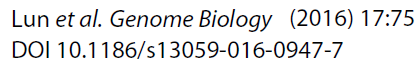 Lun et al. Genome Biology (2016) 17:75
DOI 10.1186/s13059-016-0947-7